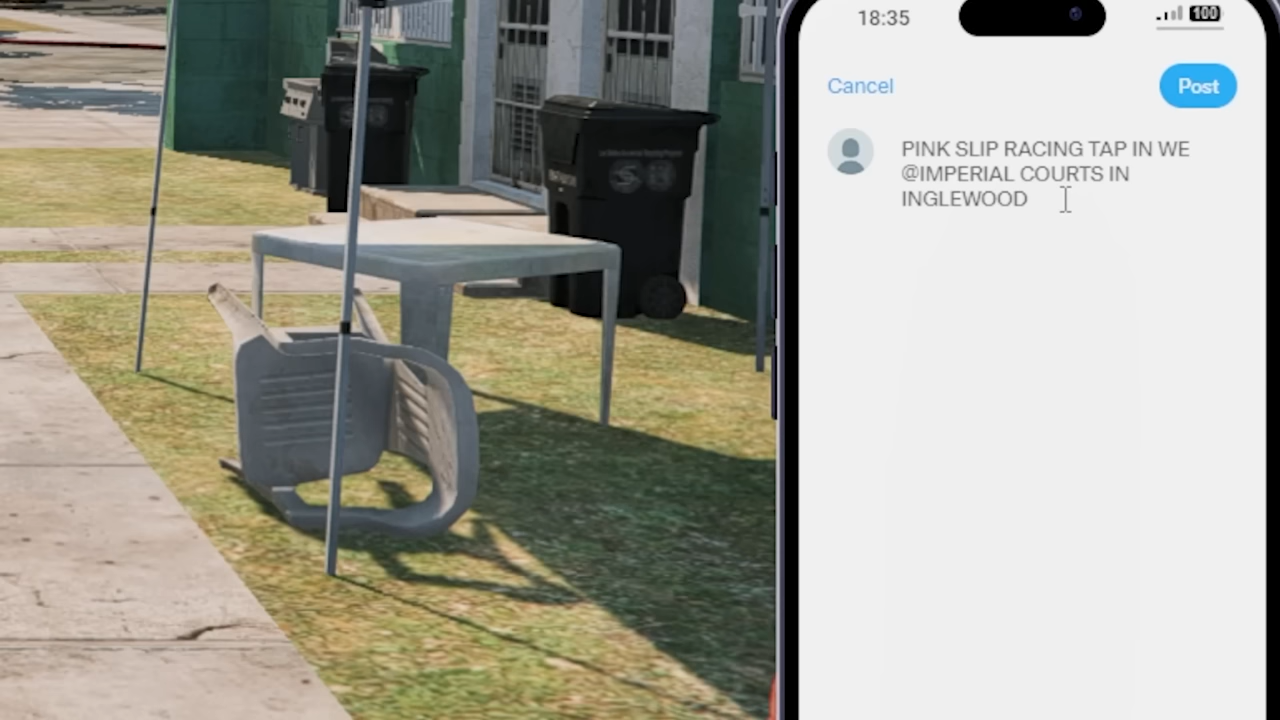 18:35
100
Cancel
Post
PINK SLIP RACING TAP IN WE
@IMPERIAL COURTS IN
INGLEWOOD